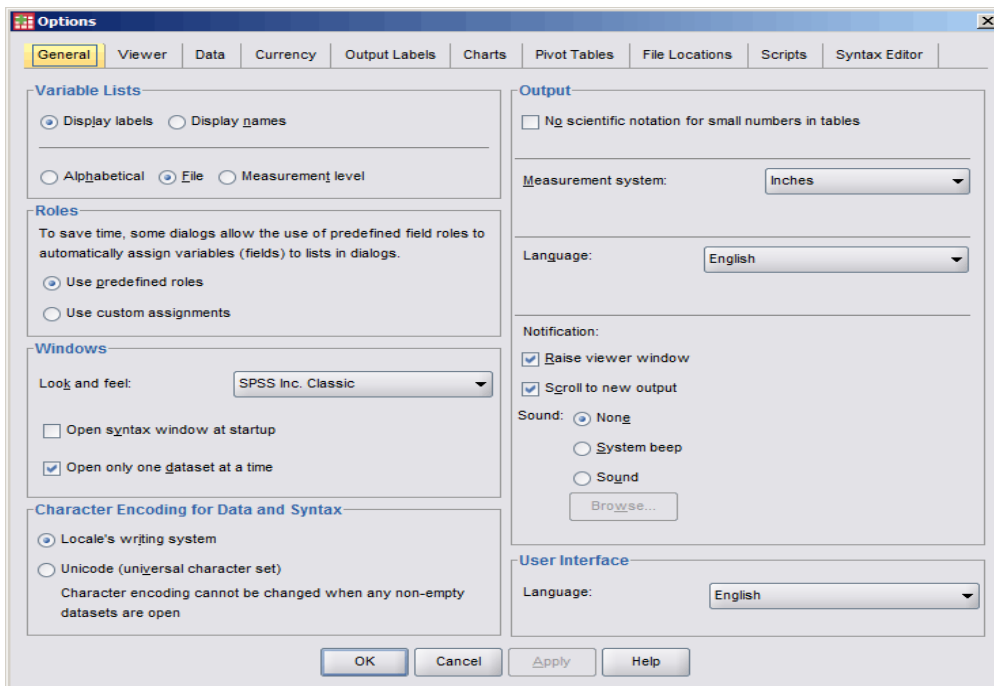 Options
General Viewer Data Currency Output Labels Charts Pivot Tables File Locations Scripts Syntax Editor
Variable Lists
Display labels Display names
Alphabetical File Measurement level
Roles
To save time, some dialogs allow the use of predefined field roles to
automatically assign variables (fields) to lists in dialogs.
Use predefined roles
Use custom assignments
Windows
Look and feel: SPSS Inc. Classic
Open syntax window at startup
Open only one dataset at a time
Character Encoding for Data and Syntax
Locale's writing system
Unicode (universal character set)
Character encoding cannot be changed when any non-empty
datasets are open
Output
No scientific notation for small numbers in tables
Measurement system: Inches
Language: English
Notification:
Raise viewer window
Scroll to new output
Sound: None
System beep
Sound
Browse...
User Interface
Language: English
OK Cancel Apply Help